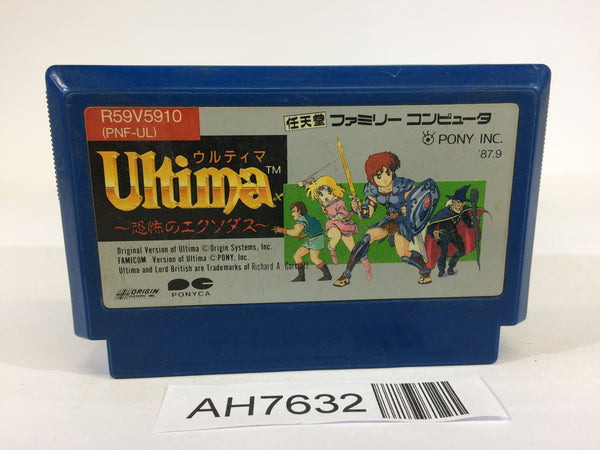 R59V5910
(PNF-UL)
任天堂 ファミリー コンピュータ
PONY INC.
'87.9
ウルティマ
Ultima™
～恐怖のエクソダス～
Original Version of Ultima © Origin Systems, Inc.
FAMICOM Version of Ultima © PONY, Inc.
Ultima and Lord British are Trademarks of Richard A. Garriott.
ORIGIN
SYSTEMS INC.
PONYCA
AH7632